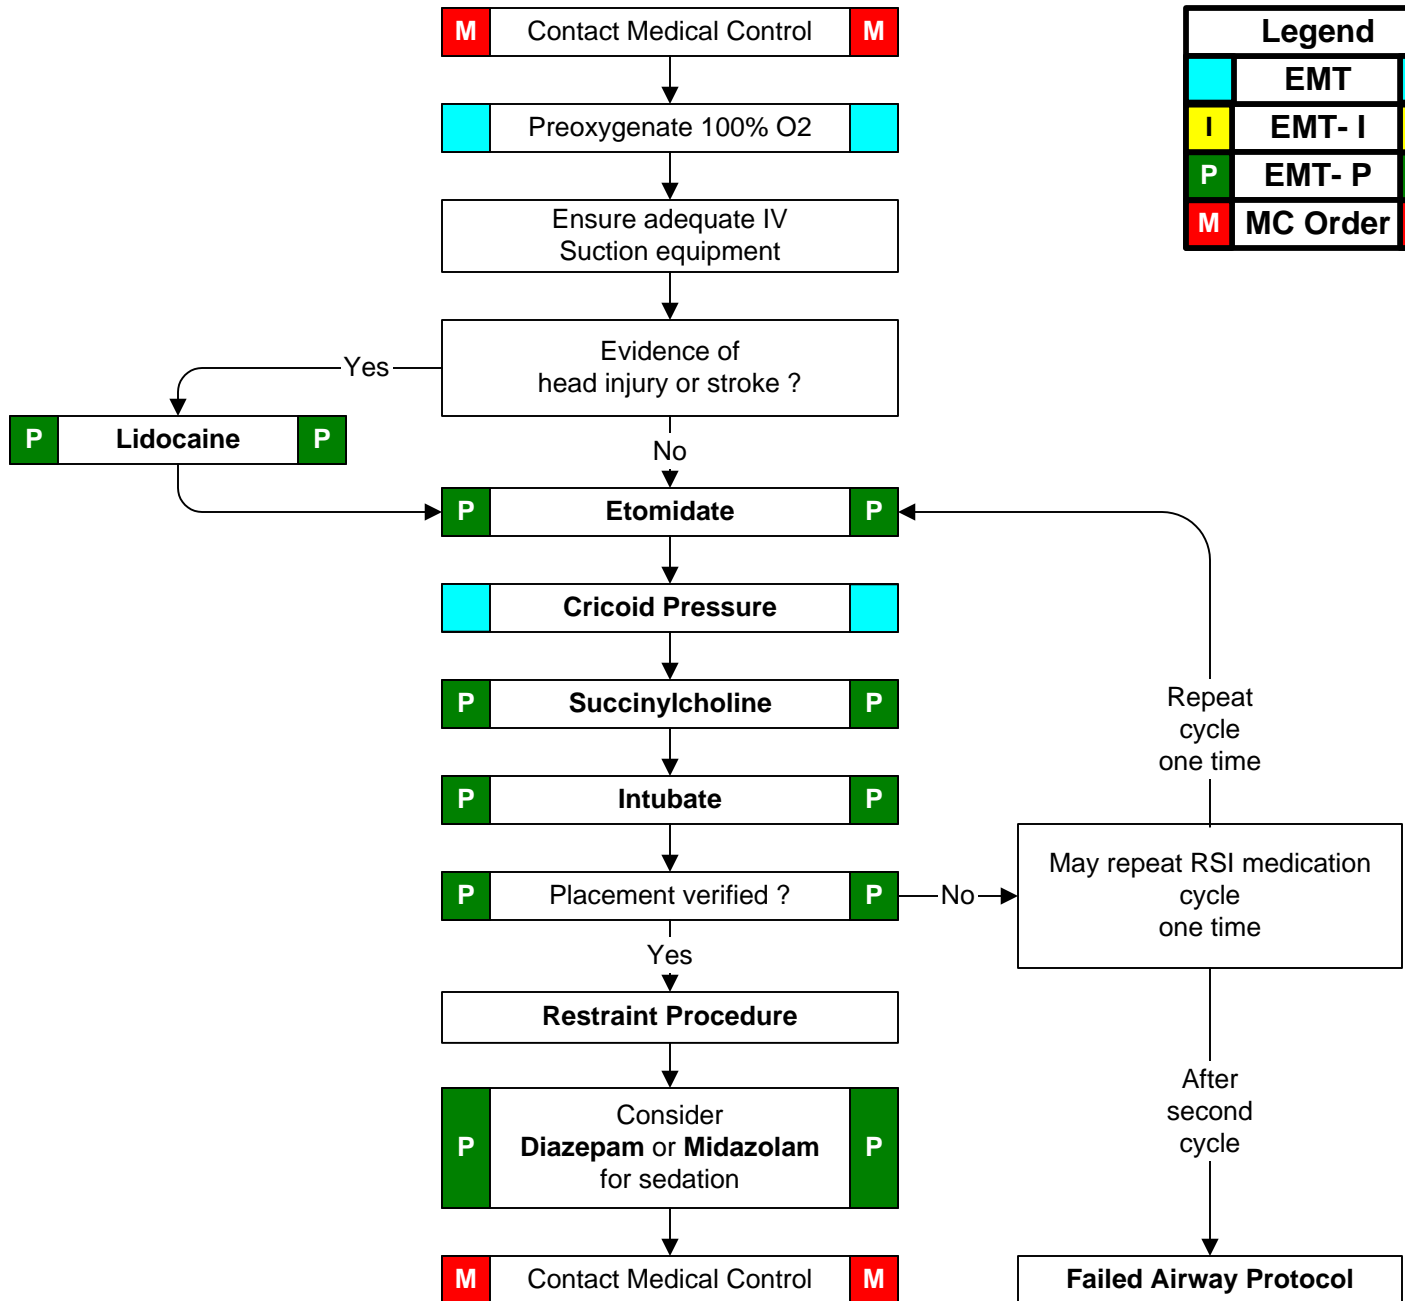 M Contact Medical Control M
Legend
EMT
I EMT- I
P EMT- P
M MC Order
Preoxygenate 100% O2
Ensure adequate IV
Suction equipment
Evidence of
head injury or stroke ?
Yes
No
P Lidocaine P
P Etomidate P
Cricoid Pressure
P Succinylcholine P
P Intubate P
P Placement verified ? P
No
May repeat RSI medication
cycle
one time
Repeat
cycle
one time
Yes
Restraint Procedure
P Consider P
Diazepam or Midazolam
for sedation
After
second
cycle
M Contact Medical Control M
Failed Airway Protocol